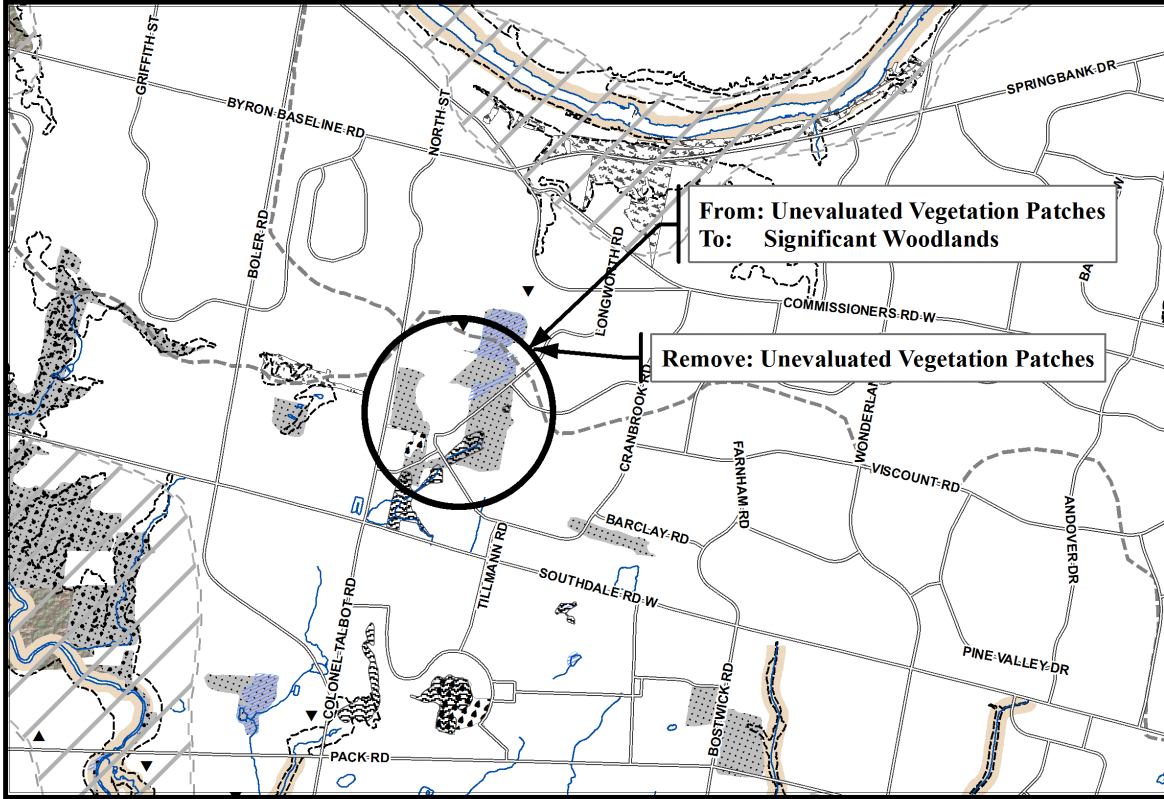 GRIFFITH ST
BYRON BASELINE RD
NORTH ST
SPRINGBANK DR
BOLER RD
LONGWORTH RD
From: Unevaluated Vegetation Patches
To: Significant Woodlands
COMMISSIONERS RD W
Remove: Unevaluated Vegetation Patches
CRANBROOK RD
FARNHAM RD
VISCOUNT RD
ANDOVER DR
BARCLAY RD
TILLMANN RD
SOUTHDALE RD W
COLONEL TALBOT RD
BOSTWICK RD
PINE VALLEY DR
PACK RD